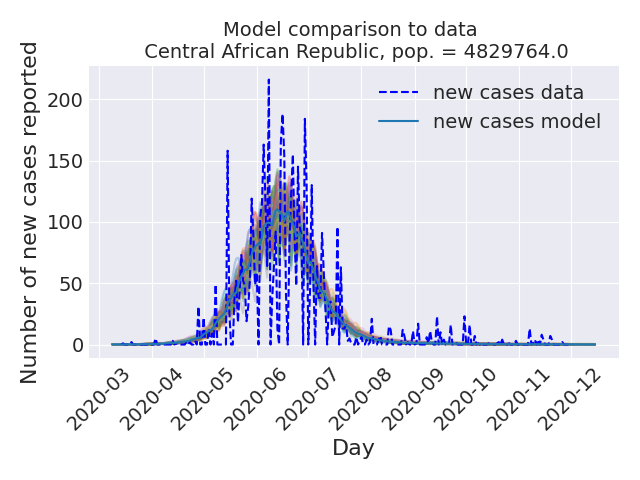 Model comparison to data
Central African Republic, pop. = 4829764.0
Number of new cases reported
200
150
100
50
0
new cases data
new cases model
2020-03
2020-04
2020-05
2020-06
2020-07
2020-08
2020-09
2020-10
2020-11
2020-12
Day